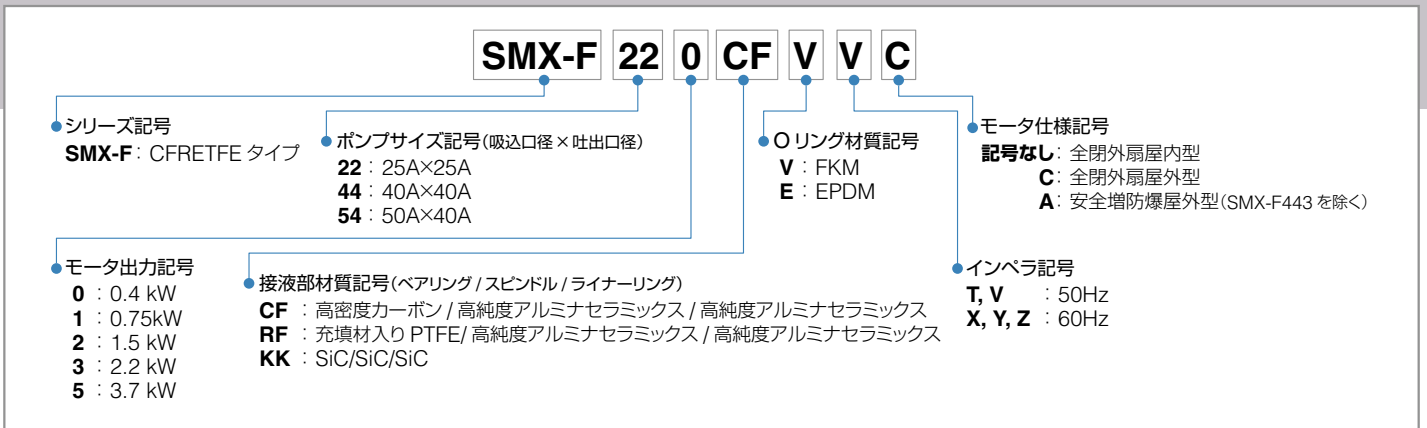 SMX-F 22 0 CF V V C
シリーズ記号
SMX-F：CFRETFE タイプ
ポンプサイズ記号(吸込口径×吐出口径)
22：25A×25A
44：40A×40A
54：50A×40A
O リング材質記号
V：FKM
E：EPDM
モータ仕様記号
記号なし：全閉外扇屋内型
C：全閉外扇屋外型
A：安全増防爆屋外型(SMX-F443 を除く)
モータ出力記号
0：0.4 kW
1：0.75kW
2：1.5 kW
3：2.2 kW
5：3.7 kW
接液部材質記号(ベアリング / スピンドル / ライナーリング)
CF：高密度カーボン / 高純度アルミナセラミックス / 高純度アルミナセラミックス
RF：充填材入り PTFE/ 高純度アルミナセラミックス / 高純度アルミナセラミックス
KK：SiC/SiC/SiC
インペラ記号
T, V：50Hz
X, Y, Z：60Hz